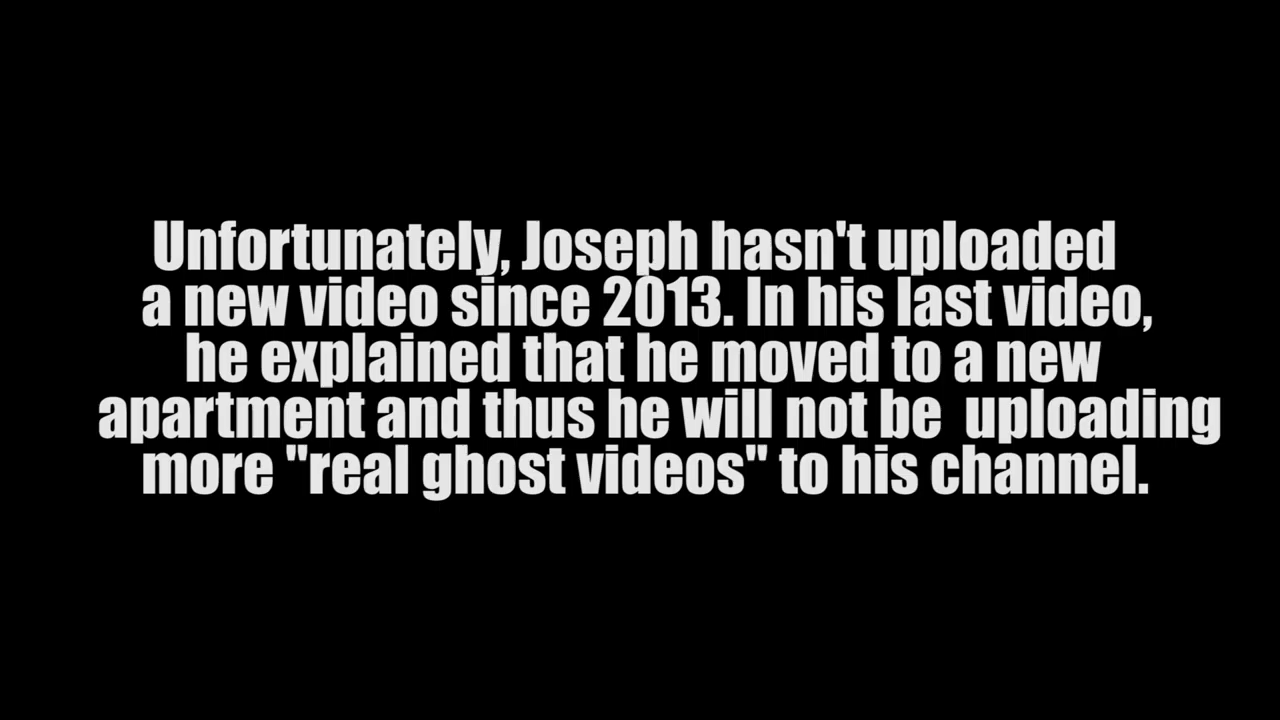 Unfortunately, Joseph hasn't uploaded
a new video since 2013. In his last video,
he explained that he moved to a new
apartment and thus he will not be  uploading
more "real ghost videos" to his channel.